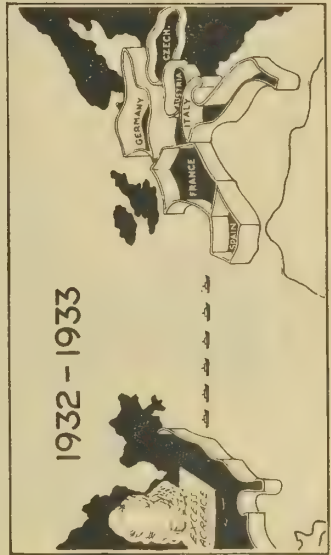 1932-1933
GERMANY
CZECH.
AUSTRIA
ITALY
FRANCE
SPAIN
EXCESS
ACREAGE